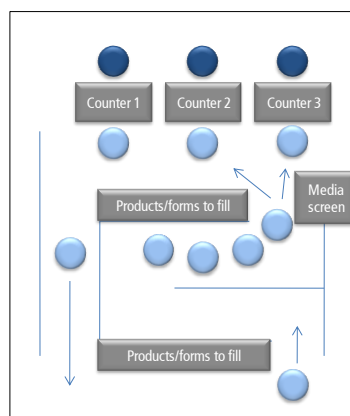 Counter 1
Counter 2
Counter 3
Media
screen
Products/forms to fill
Products/forms to fill